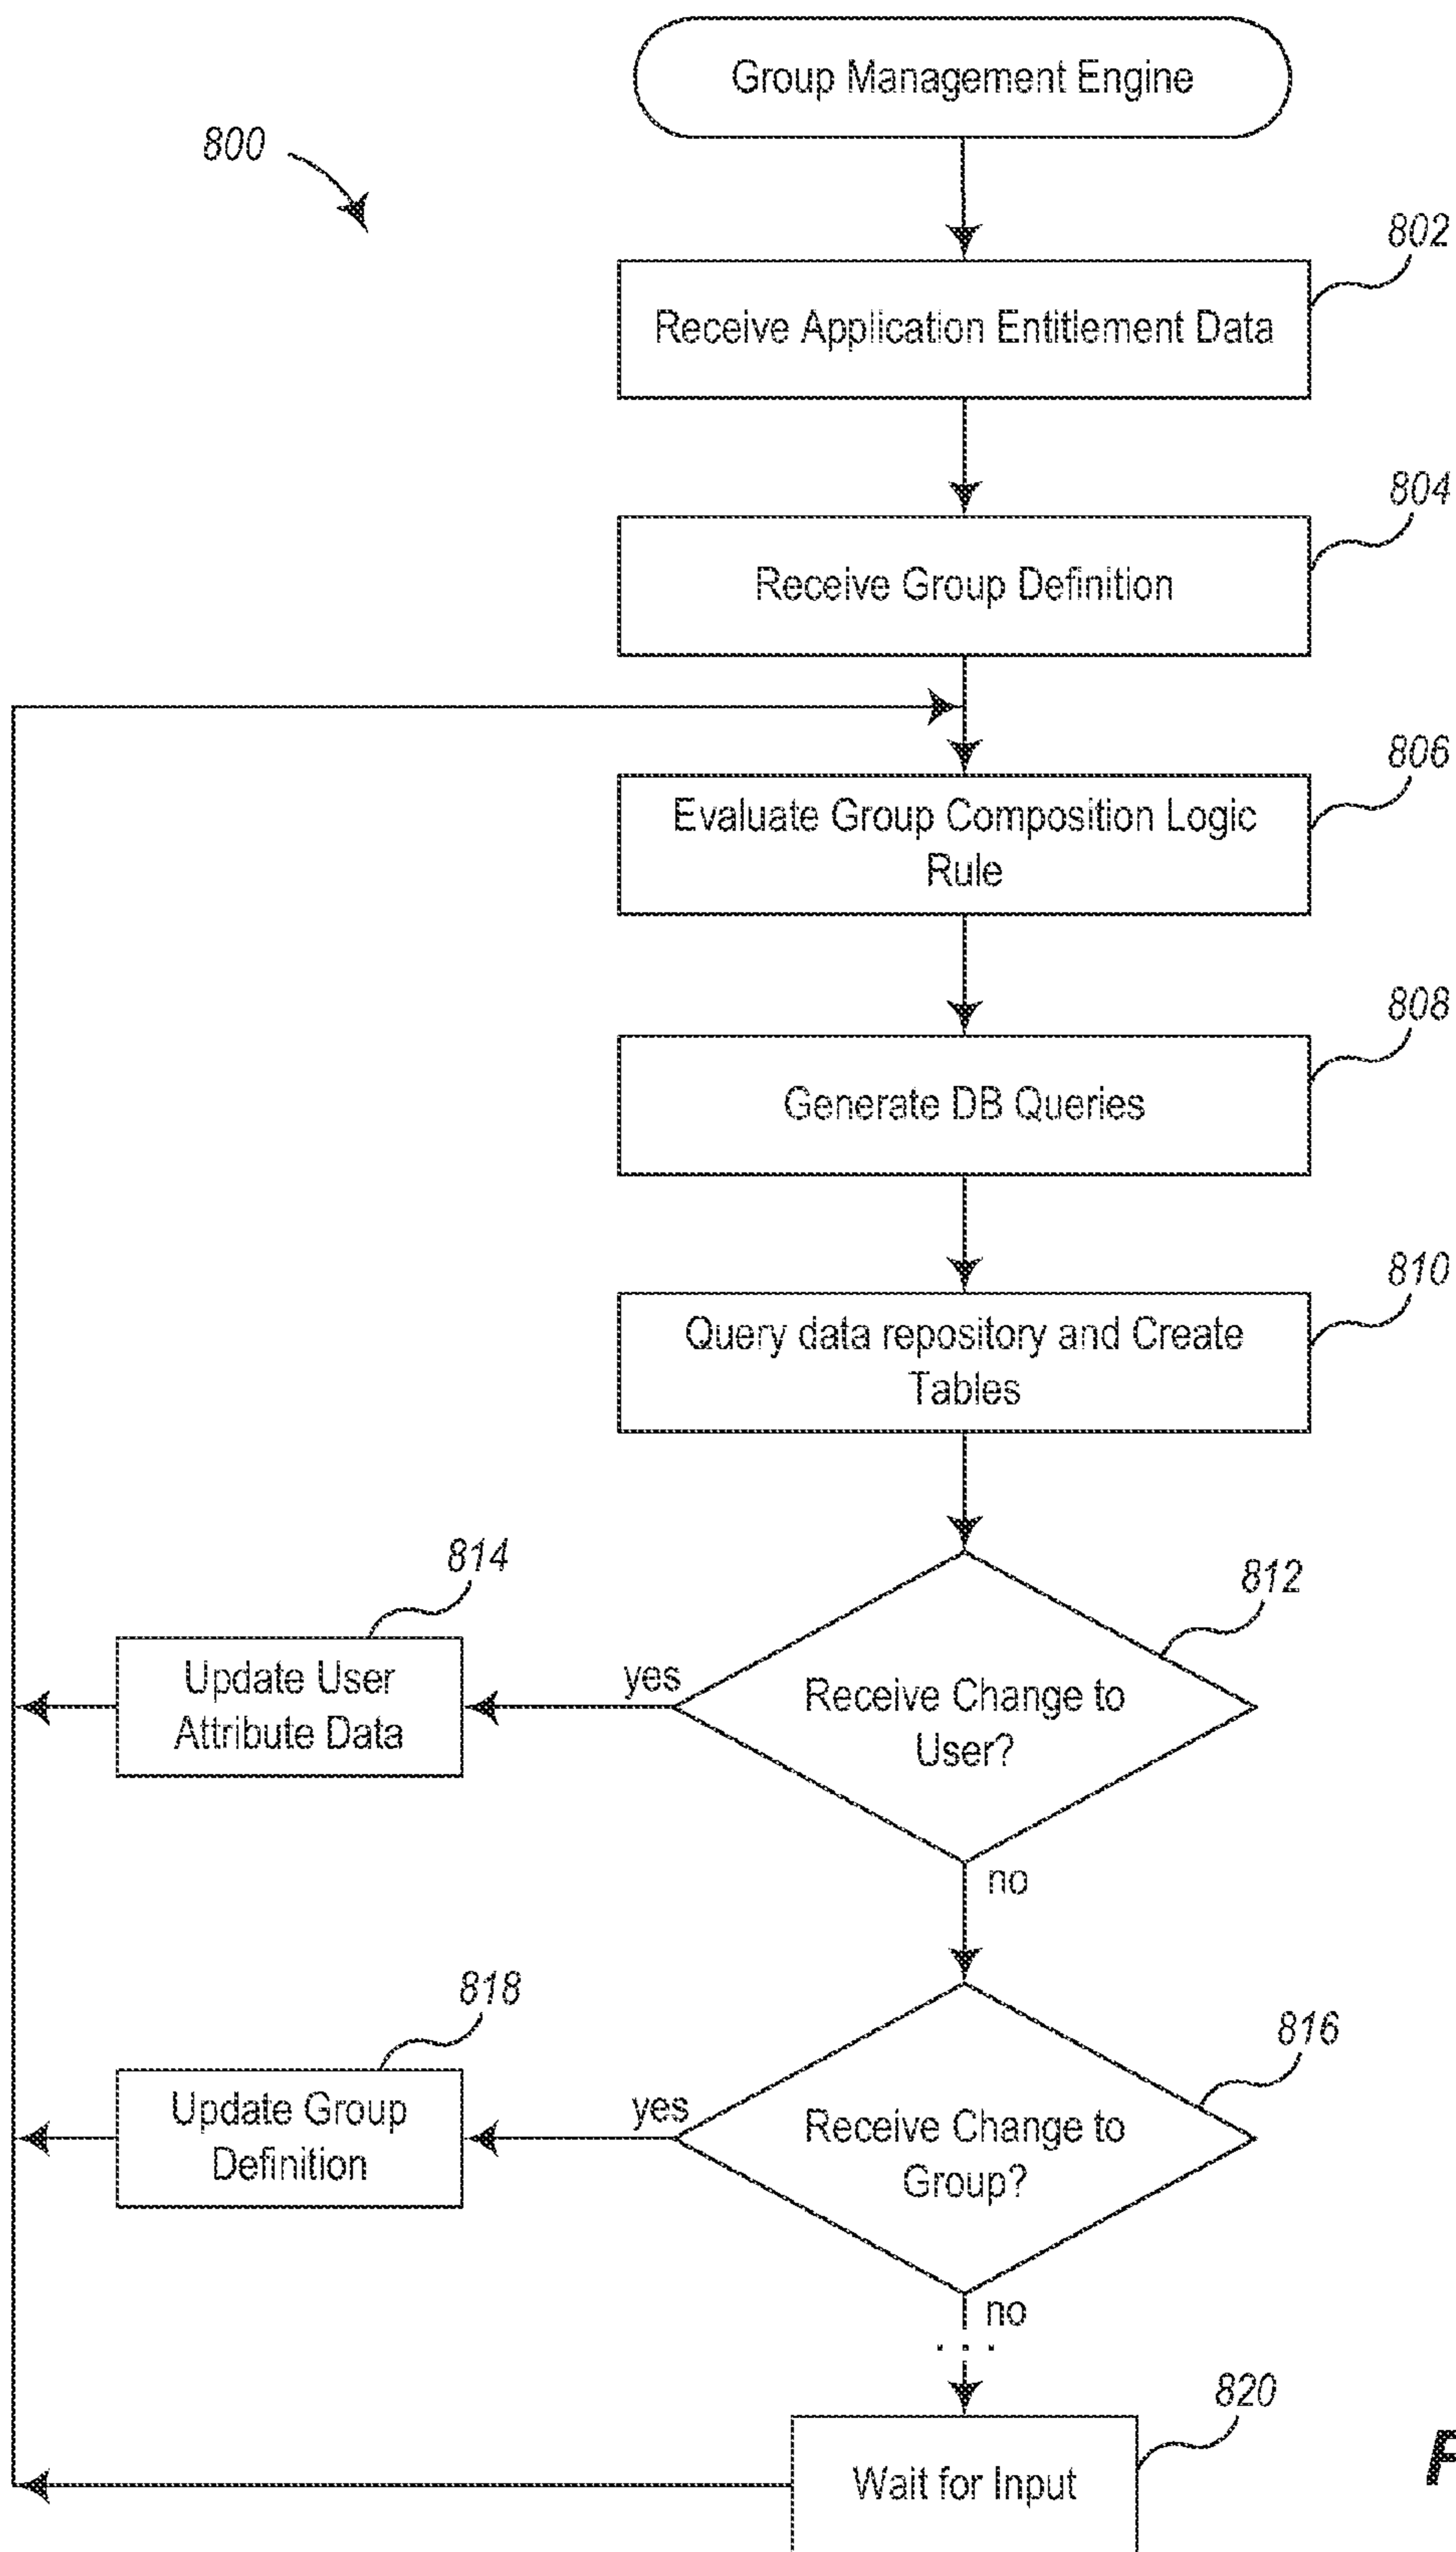 Group Management Engine
800
802
Receive Application Entitlement Data
804
Receive Group Definition
806
Evaluate Group Composition Logic
Rule
808
Generate DB Queries
810
Query data repository and Create
Tables
814
812
Update User
Attribute Data
yes
Receive Change to
User?
no
818
816
Update Group
Definition
yes
Receive Change to
Group?
no
...
820
Wait for Input